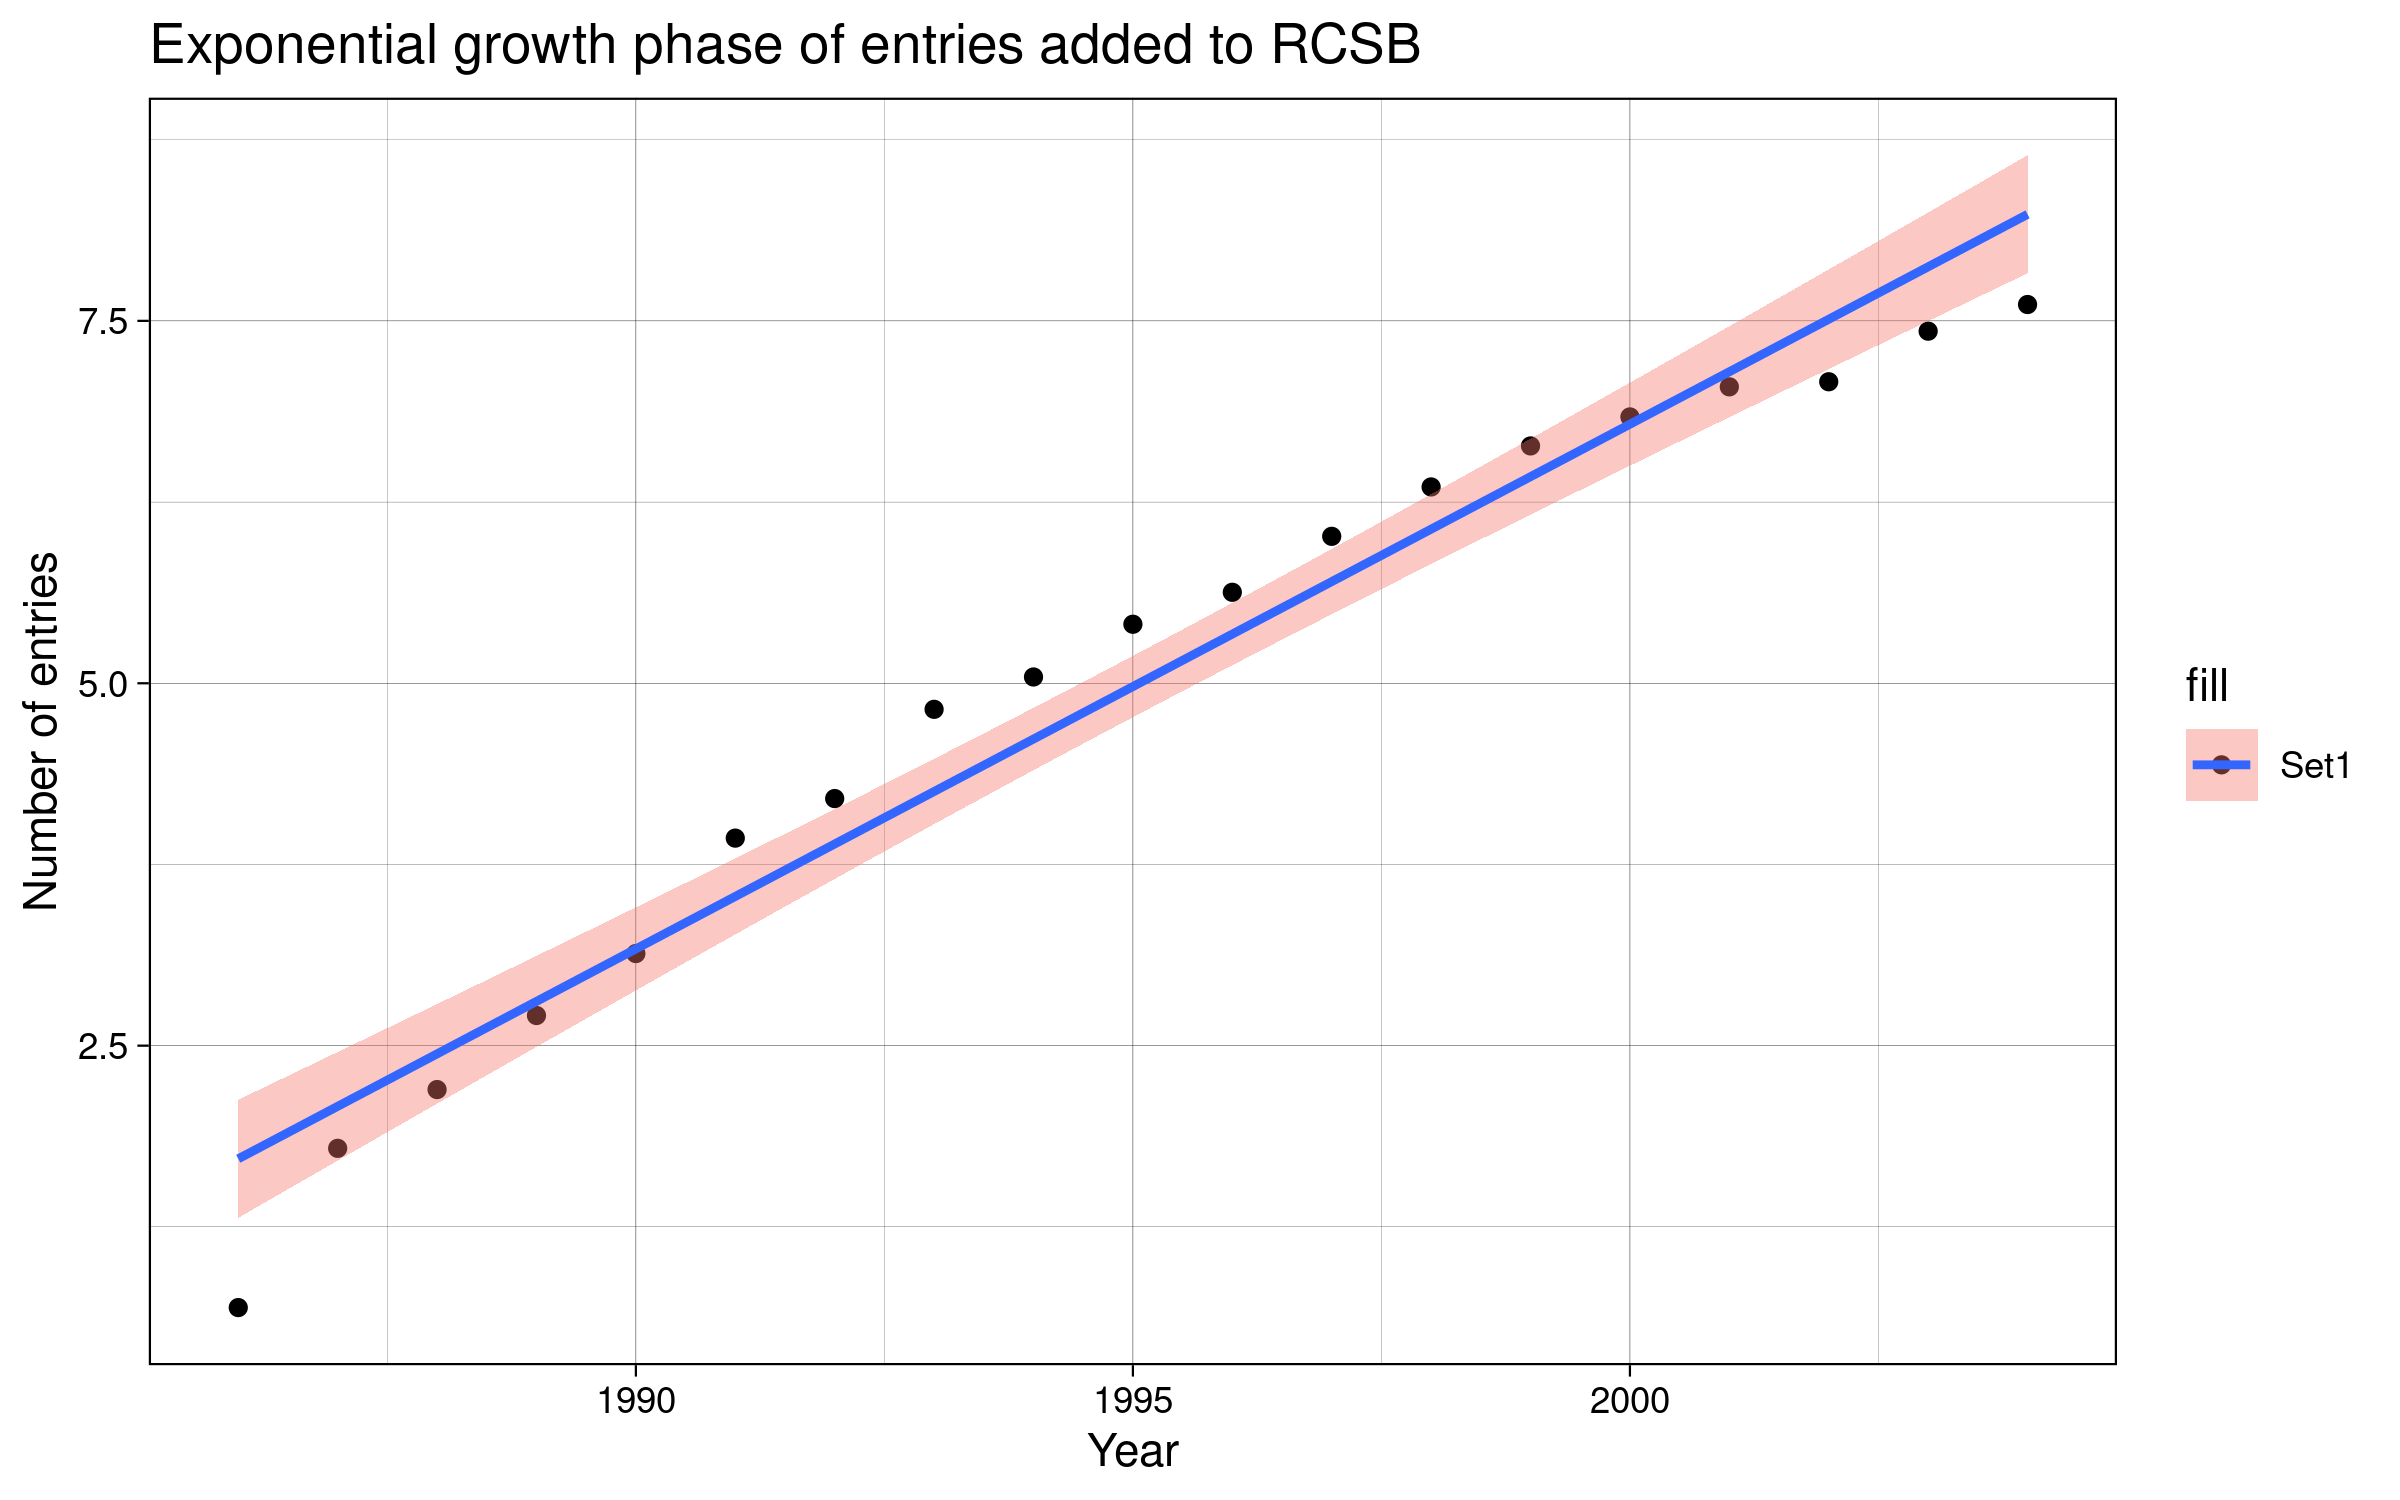 Exponential growth phase of entries added to RCSB
Number of entries
7.5
5.0
2.5
1990
1995
2000
Year
fill
Set1